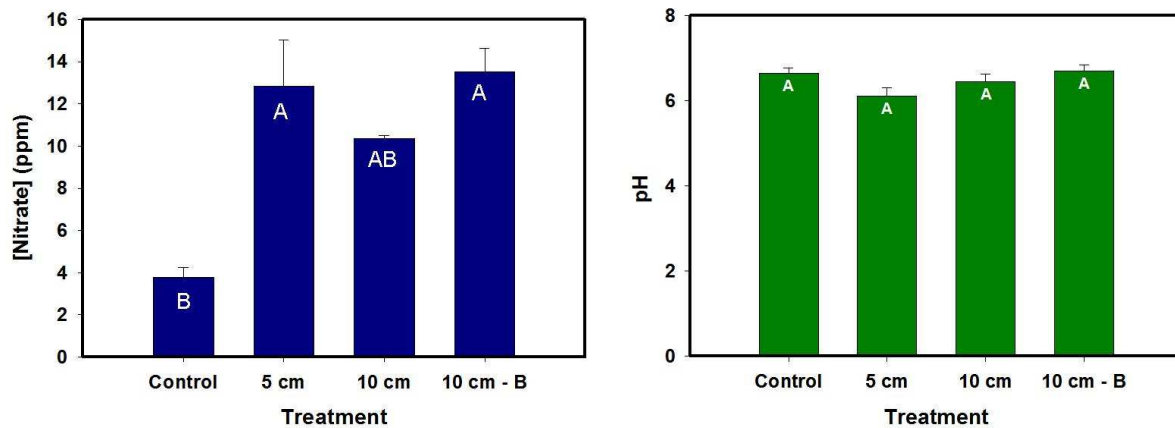 [Nitrate] (ppm)
16
14
12
10
8
6
4
2
0
B
A
AB
A
Control 5 cm 10 cm 10 cm - B
Treatment
pH
8
6
4
2
0
A
A
A
A
Control 5 cm 10 cm 10 cm - B
Treatment